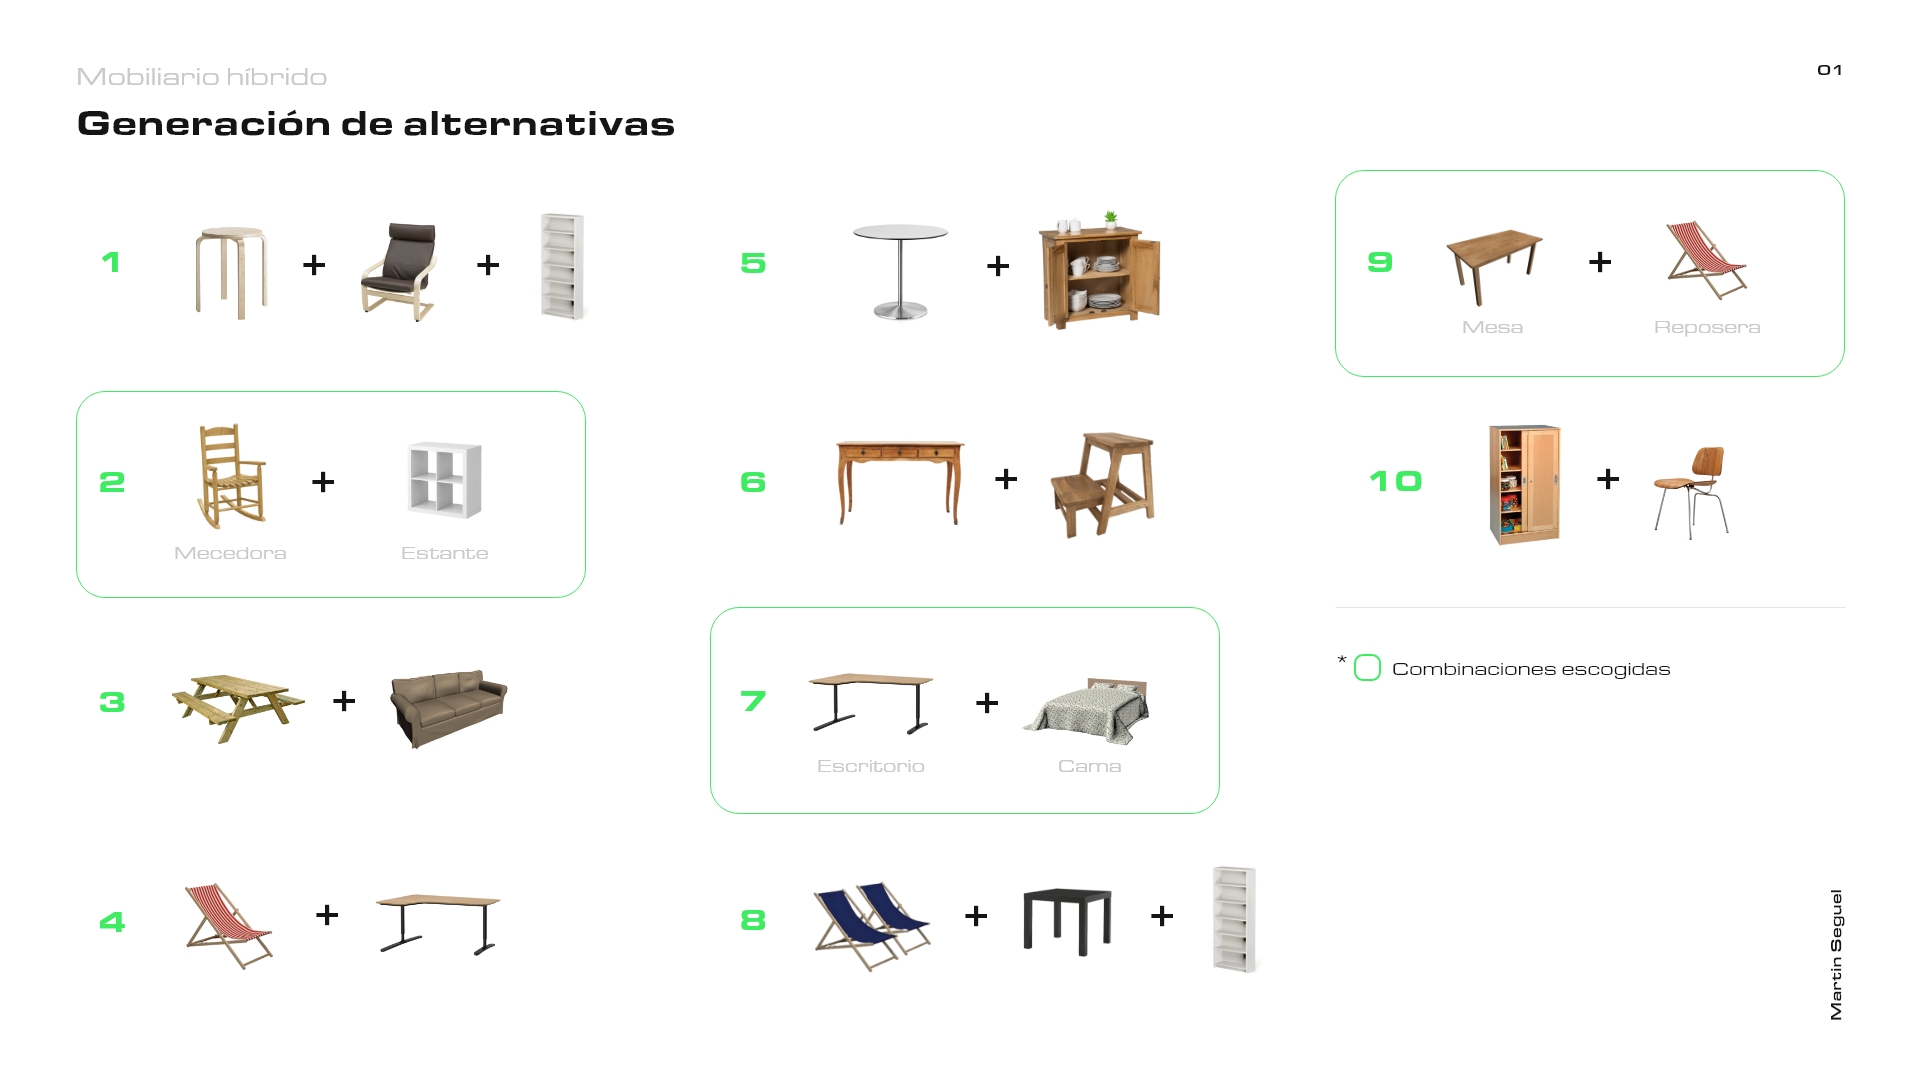 Mobiliario híbrido
01
Generación de alternativas
1
+
+
2
+
Mecedora
Estante
3
+
4
+
5
+
6
+
7
+
Escritorio
Cama
8
+
+
9
+
Mesa
Reposera
10
+
* Combinaciones escogidas
Martin Seguel